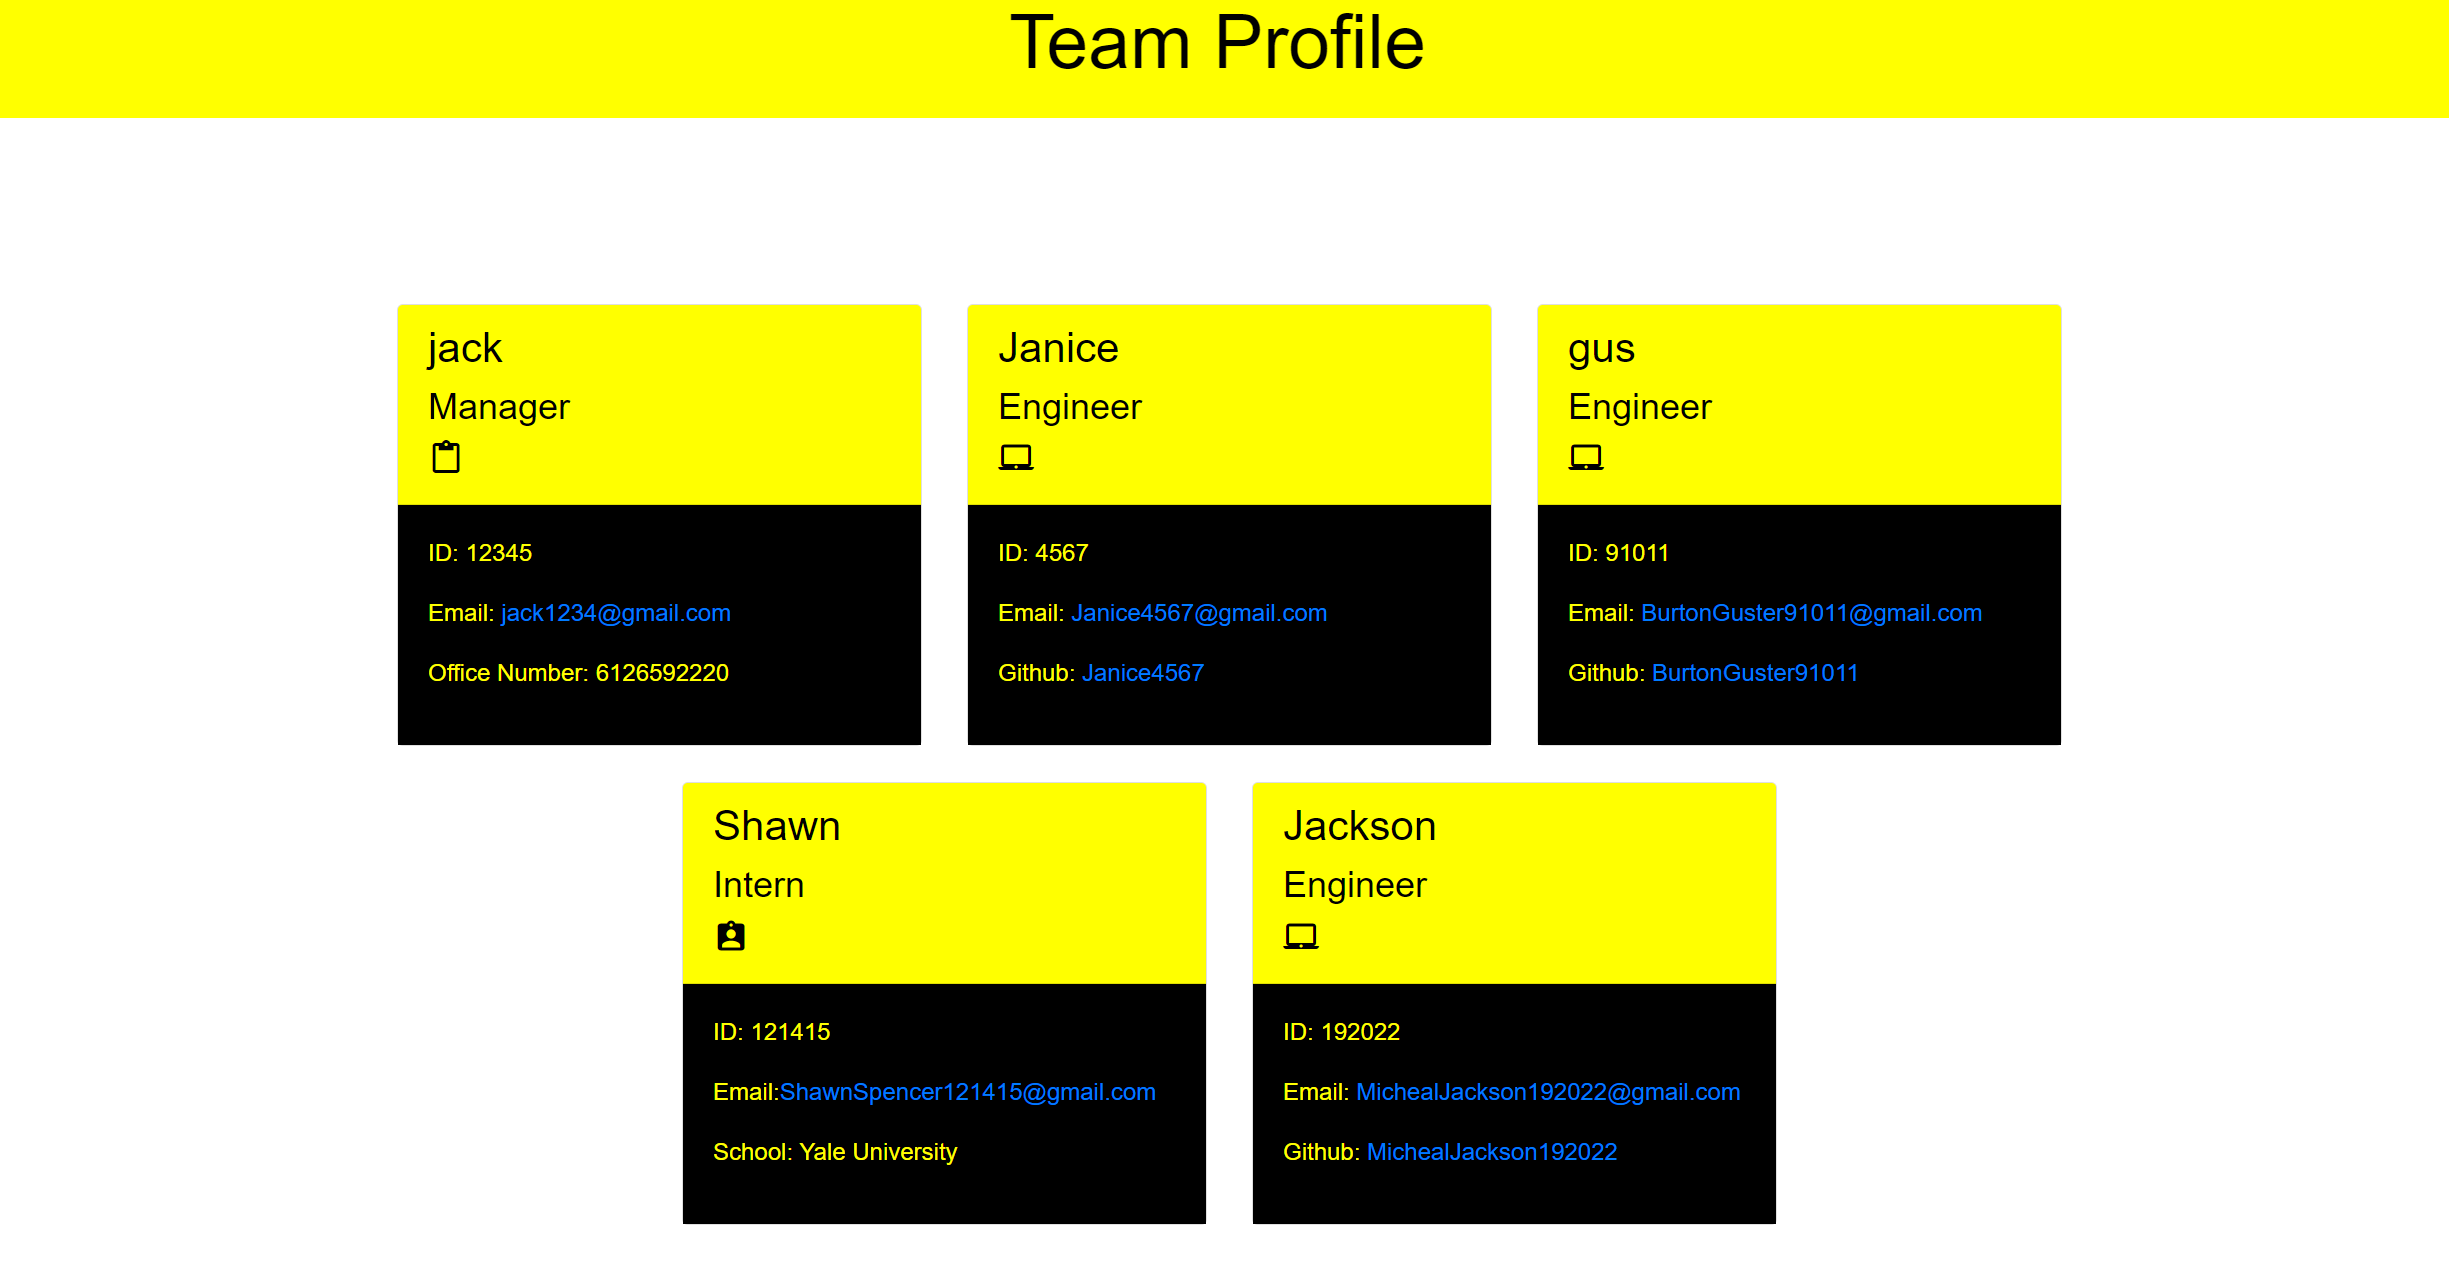 Team Profile
jack
Manager
ID: 12345
Email: jack1234@gmail.com
Office Number: 6126592220
Janice
Engineer
ID: 4567
Email: Janice4567@gmail.com
Github: Janice4567
gus
Engineer
ID: 91011
Email: BurtonGuster91011@gmail.com
Github: BurtonGuster91011
Shawn
Intern
ID: 121415
Email:ShawnSpencer121415@gmail.com
School: Yale University
Jackson
Engineer
ID: 192022
Email: MichealJackson192022@gmail.com
Github: MichealJackson192022